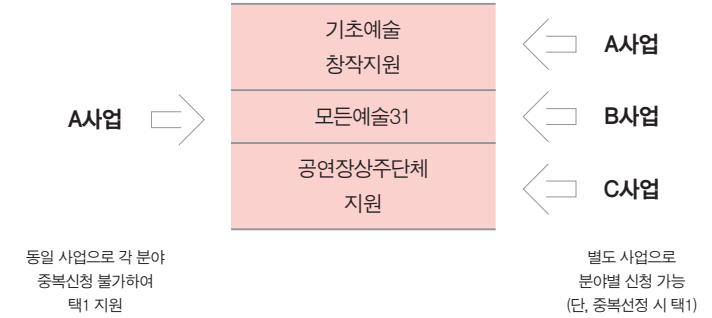 기초예술
창작지원
A사업
A사업
모든예술31
B사업
공연장상주단체
지원
C사업
동일 사업으로 각 분야
중복신청 불가하여
택1 지원
별도 사업으로
분야별 신청 가능
(단, 중복선정 시 택1)